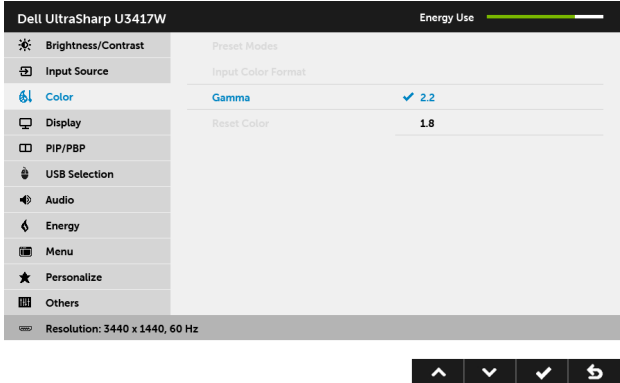 Dell UltraSharp U3417W Energy Use
Brightness/Contrast Preset Modes
Input Source Input Color Format
Color Gamma 2.2
Display Reset Color 1.8
PIP/PBP
USB Selection
Audio
Energy
Menu
Personalize
Others
Resolution: 3440 x 1440, 60 Hz